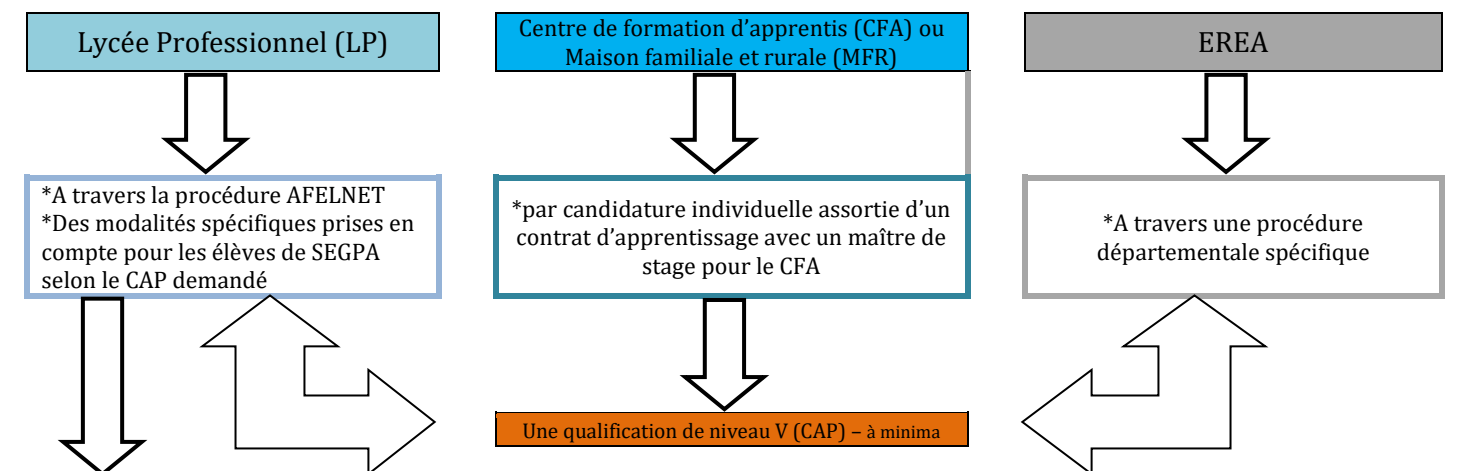 Lycée Professionnel (LP)
Centre de formation d’apprentis (CFA) ou
Maison familiale et rurale (MFR)
EREA
*A travers la procédure AFELNET
*Des modalités spécifiques prises en
compte pour les élèves de SEGPA
selon le CAP demandé
*par candidature individuelle assortie d’un
contrat d’apprentissage avec un maître de
stage pour le CFA
*A travers une procédure
départementale spécifique
Une qualification de niveau V (CAP) – à minima